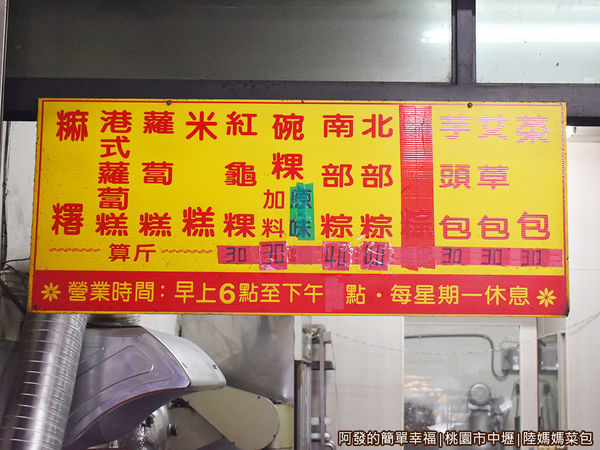 菜包
艾草包
芋頭包
粽
北部粽
南部粽
碗粿
原味
加料
紅龜粿
米糕
蘿蔔糕
港式蘿蔔糕
麻糬
算斤 30 30 40 30 30 30
營業時間：早上6點至下午 點・每星期一休息
阿發的簡單幸福|桃園市中壢|陸媽媽菜包